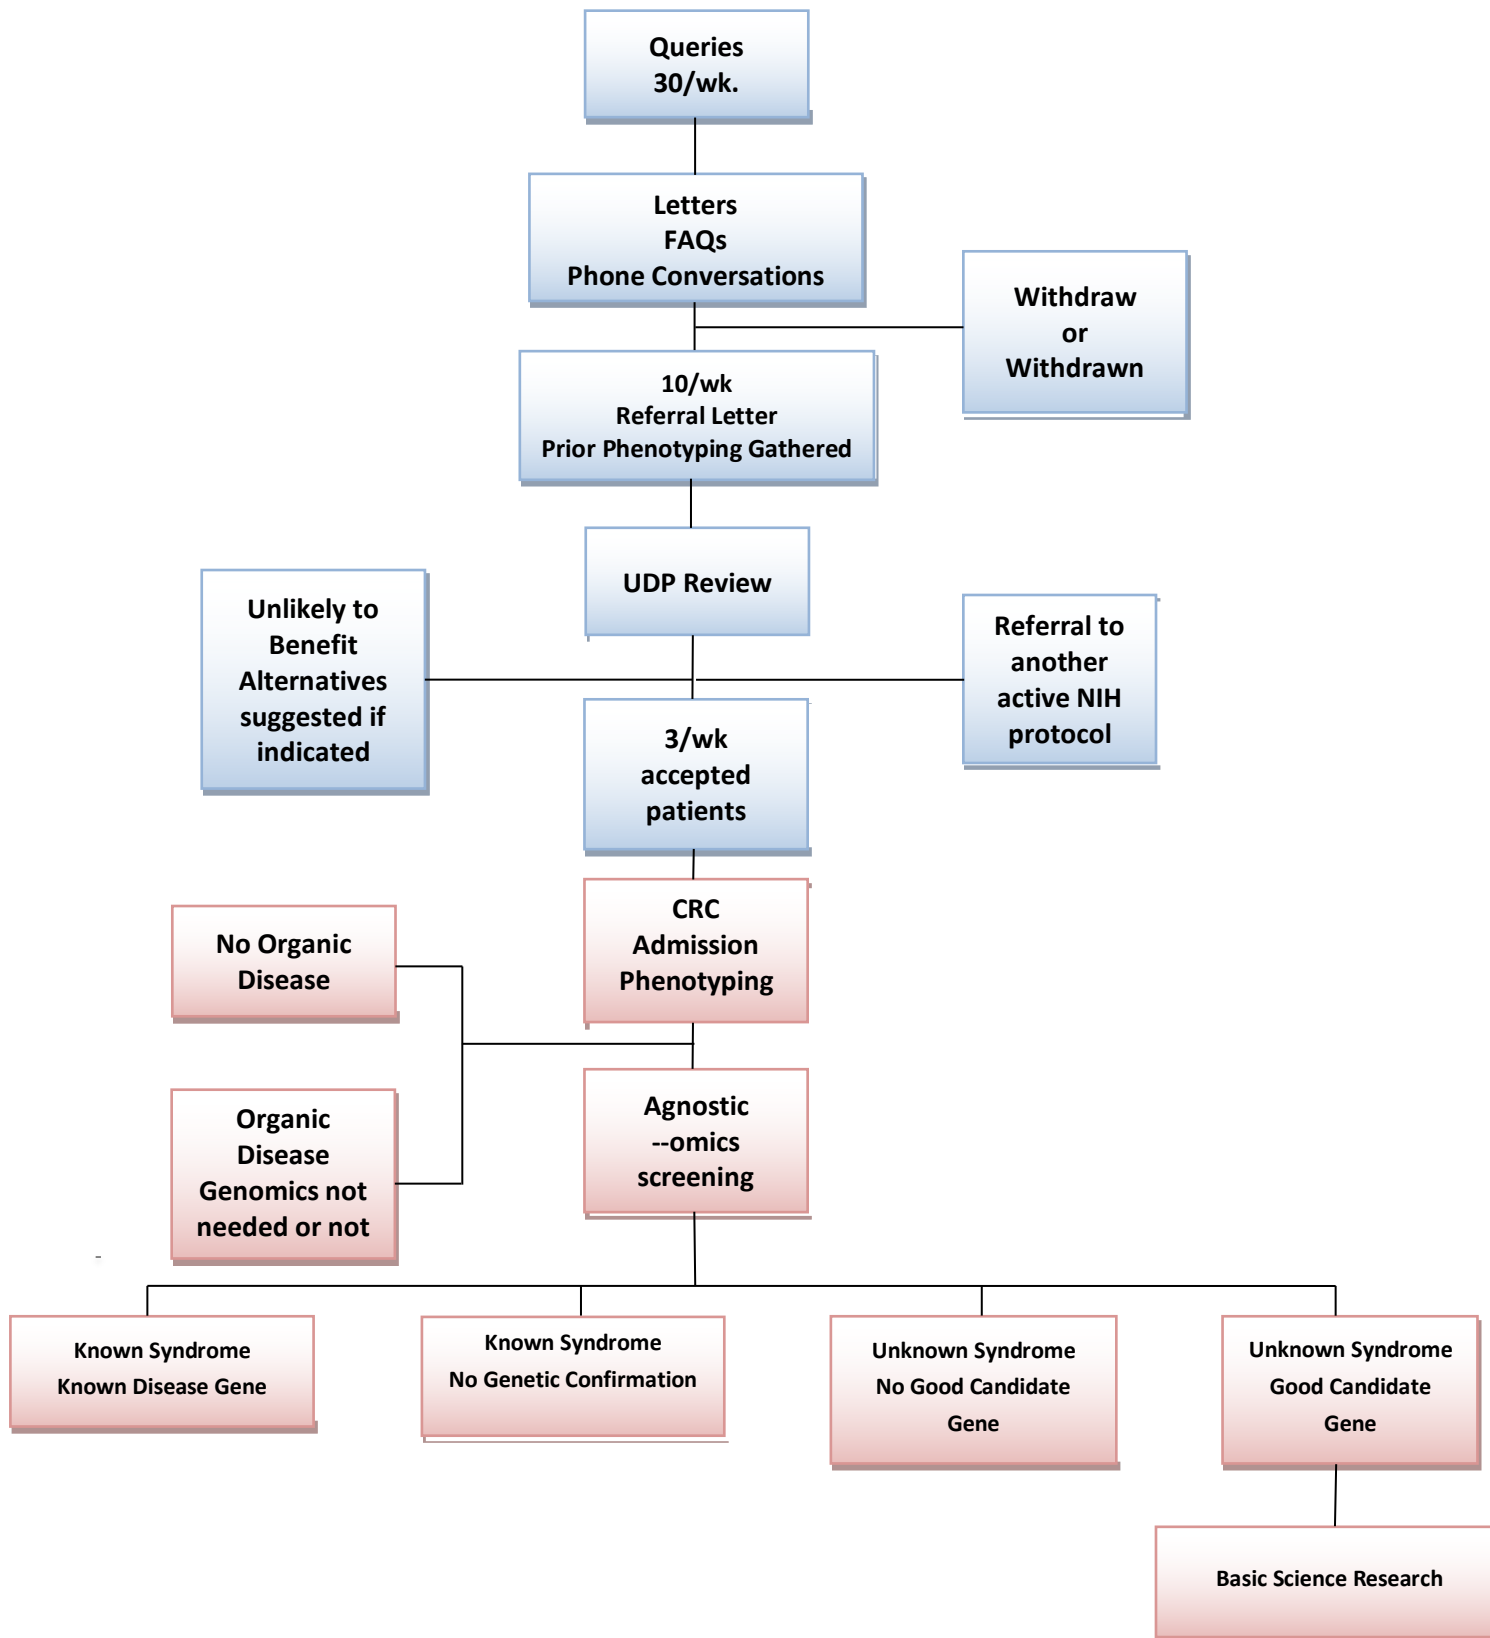 Queries
30/wk.
Letters
FAQs
Phone Conversations
Withdraw
or
Withdrawn
10/wk
Referral Letter
Prior Phenotyping Gathered
UDP Review
Unlikely to
Benefit
Alternatives
suggested if
indicated
Referral to
another
active NIH
protocol
3/wk
accepted
patients
CRC
Admission
Phenotyping
No Organic
Disease
Organic
Disease
Genomics not
needed or not
Agnostic
--omics
screening
Known Syndrome
Known Disease Gene
Known Syndrome
No Genetic Confirmation
Unknown Syndrome
No Good Candidate
Gene
Unknown Syndrome
Good Candidate
Gene
Basic Science Research